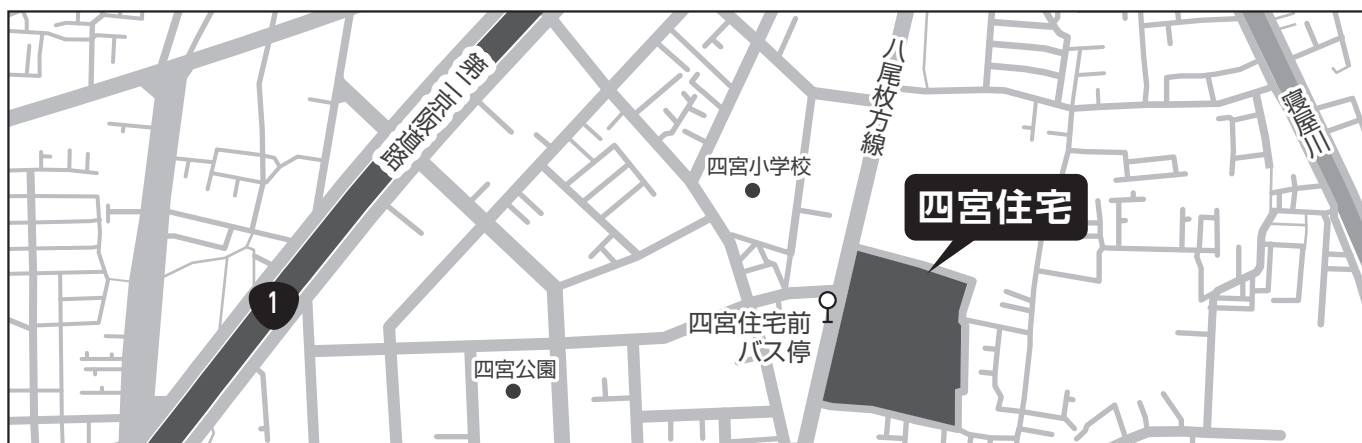 第二京阪道路
1
八尾枚方線
寝屋川
四宮小学校
四宮住宅
四宮住宅前
バス停
四宮公園